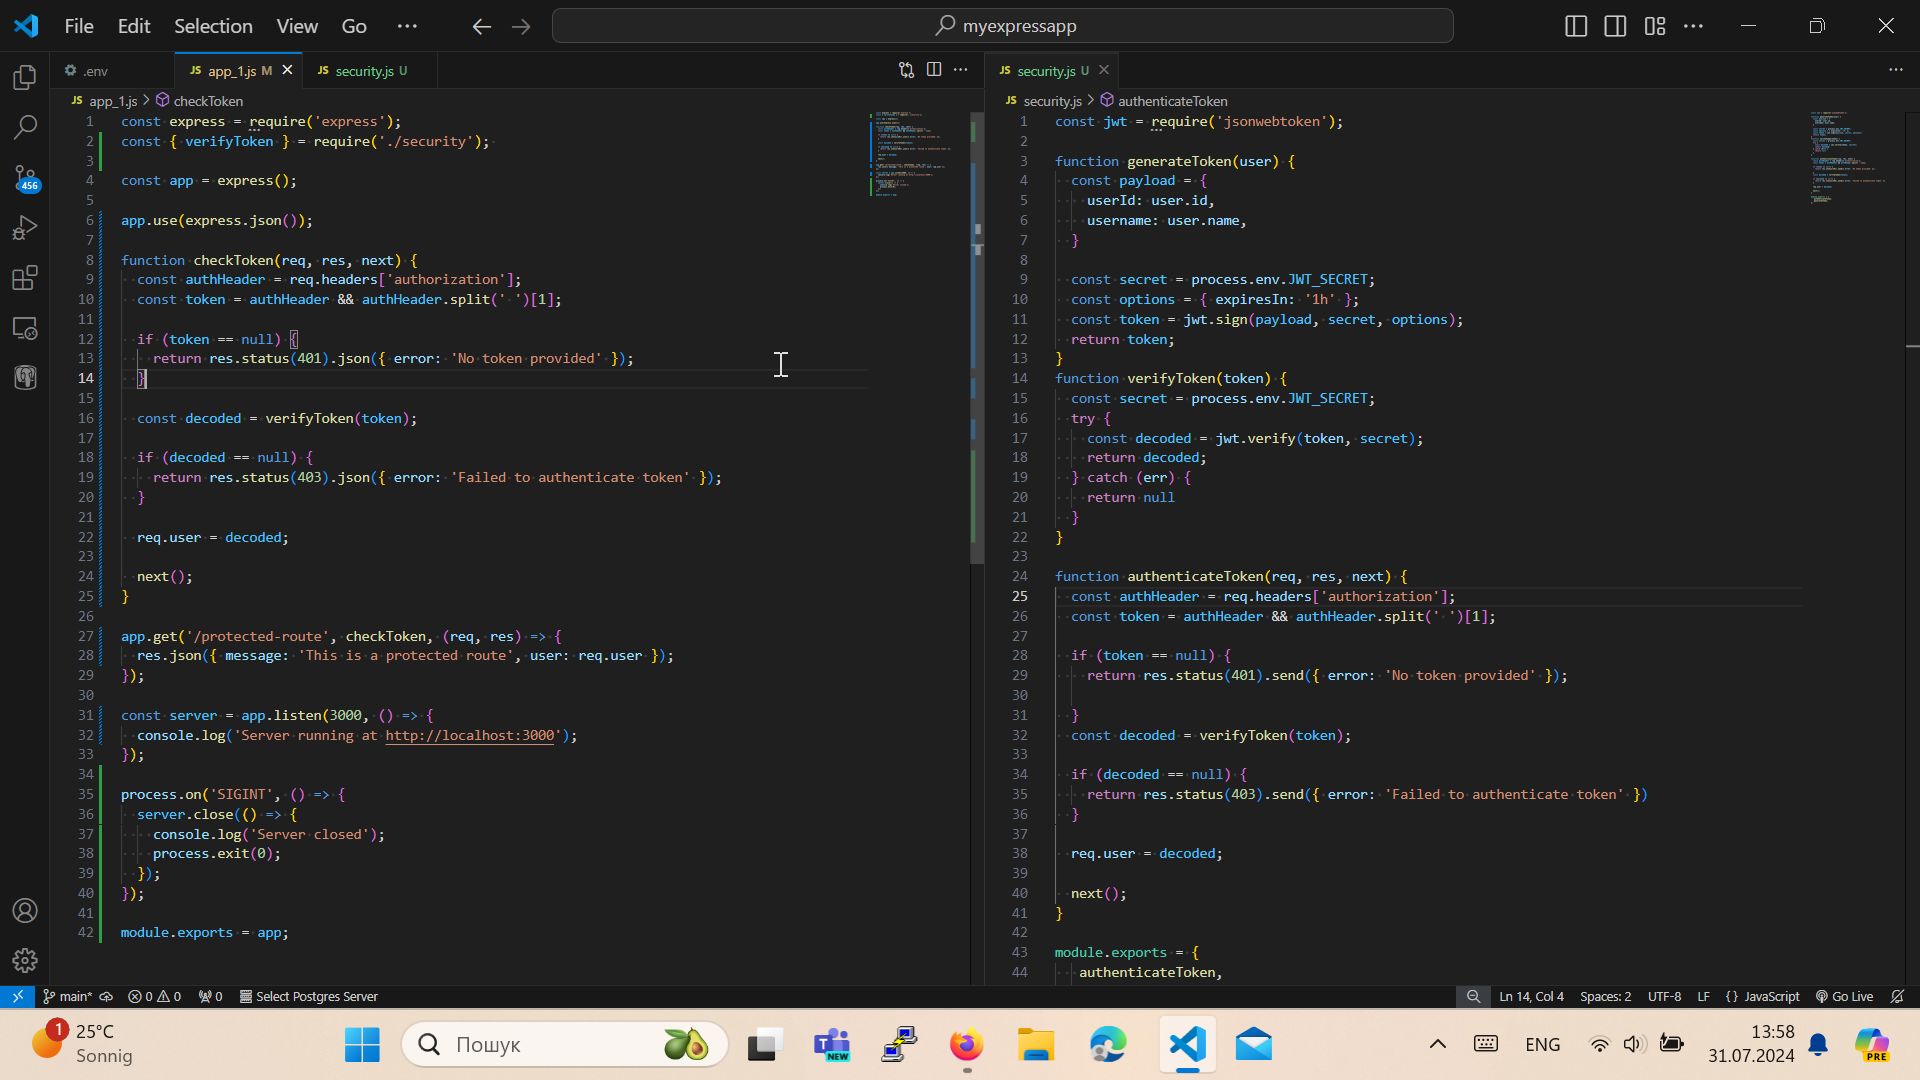 File Edit Selection View Go ··· myexpressapp
.env JS app_1.js M JS security.js U
JS app_1.js > checkToken
1 const express = require('express');
2 const { verifyToken } = require('./security');
3
4 const app = express();
5
6 app.use(express.json());
7
8 function checkToken(req, res, next) {
9 const authHeader = req.headers['authorization'];
10 const token = authHeader && authHeader.split(' ')[1];
11
12 if (token == null) {
13 return res.status(401).json({ error: 'No token provided' });
14 }
15
16 const decoded = verifyToken(token);
17
18 if (decoded == null) {
19 return res.status(403).json({ error: 'Failed to authenticate token' });
20 }
21
22 req.user = decoded;
23
24 next();
25 }
26
27 app.get('/protected-route', checkToken, (req, res) => {
28 res.json({ message: 'This is a protected route', user: req.user });
29 });
30
31 const server = app.listen(3000, () => {
32 console.log('Server running at http://localhost:3000');
33 });
34
35 process.on('SIGINT', () => {
36 server.close(() => {
37 console.log('Server closed');
38 process.exit(0);
39 });
40 });
41
42 module.exports = app;
JS security.js U
JS security.js > authenticateToken
1 const jwt = require('jsonwebtoken');
2
3 function generateToken(user) {
4 const payload = {
5 userId: user.id,
6 username: user.name,
7 }
8
9 const secret = process.env.JWT_SECRET;
10 const options = { expiresIn: '1h' };
11 const token = jwt.sign(payload, secret, options);
12 return token;
13 }
14 function verifyToken(token) {
15 const secret = process.env.JWT_SECRET;
16 try {
17 const decoded = jwt.verify(token, secret);
18 return decoded;
19 } catch (err) {
20 return null
21 }
22 }
23
24 function authenticateToken(req, res, next) {
25 const authHeader = req.headers['authorization'];
26 const token = authHeader && authHeader.split(' ')[1];
27
28 if (token == null) {
29 return res.status(401).send({ error: 'No token provided' });
30
31 }
32 const decoded = verifyToken(token);
33
34 if (decoded == null) {
35 return res.status(403).send({ error: 'Failed to authenticate token' })
36 }
37
38 req.user = decoded;
39
40 next();
41 }
42
43 module.exports = {
44 authenticateToken,
456
main* 0 0 0 Select Postgres Server Ln 14, Col 4 Spaces: 2 UTF-8 LF {} JavaScript Go Live
1 25°C
Sonnig
Пошук
NEW
ENG
13:58
31.07.2024
PRE